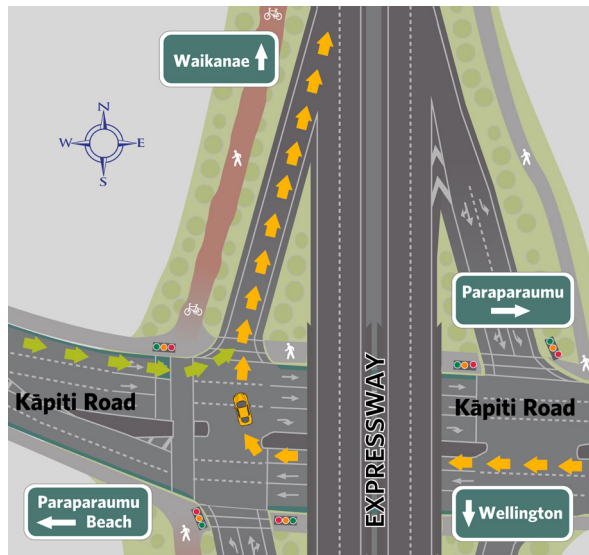 Waikanae
N
W E
S
Paraparaumu
EXPRESSWAY
Kāpiti Road
Kāpiti Road
Paraparaumu
Beach
Wellington